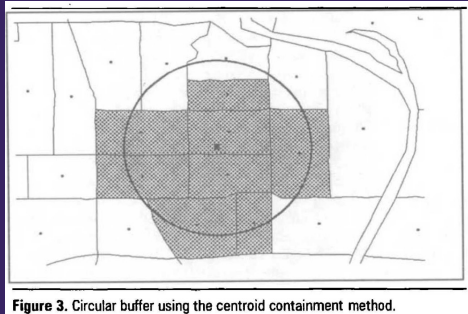 Figure 3. Circular buffer using the centroid containment method.